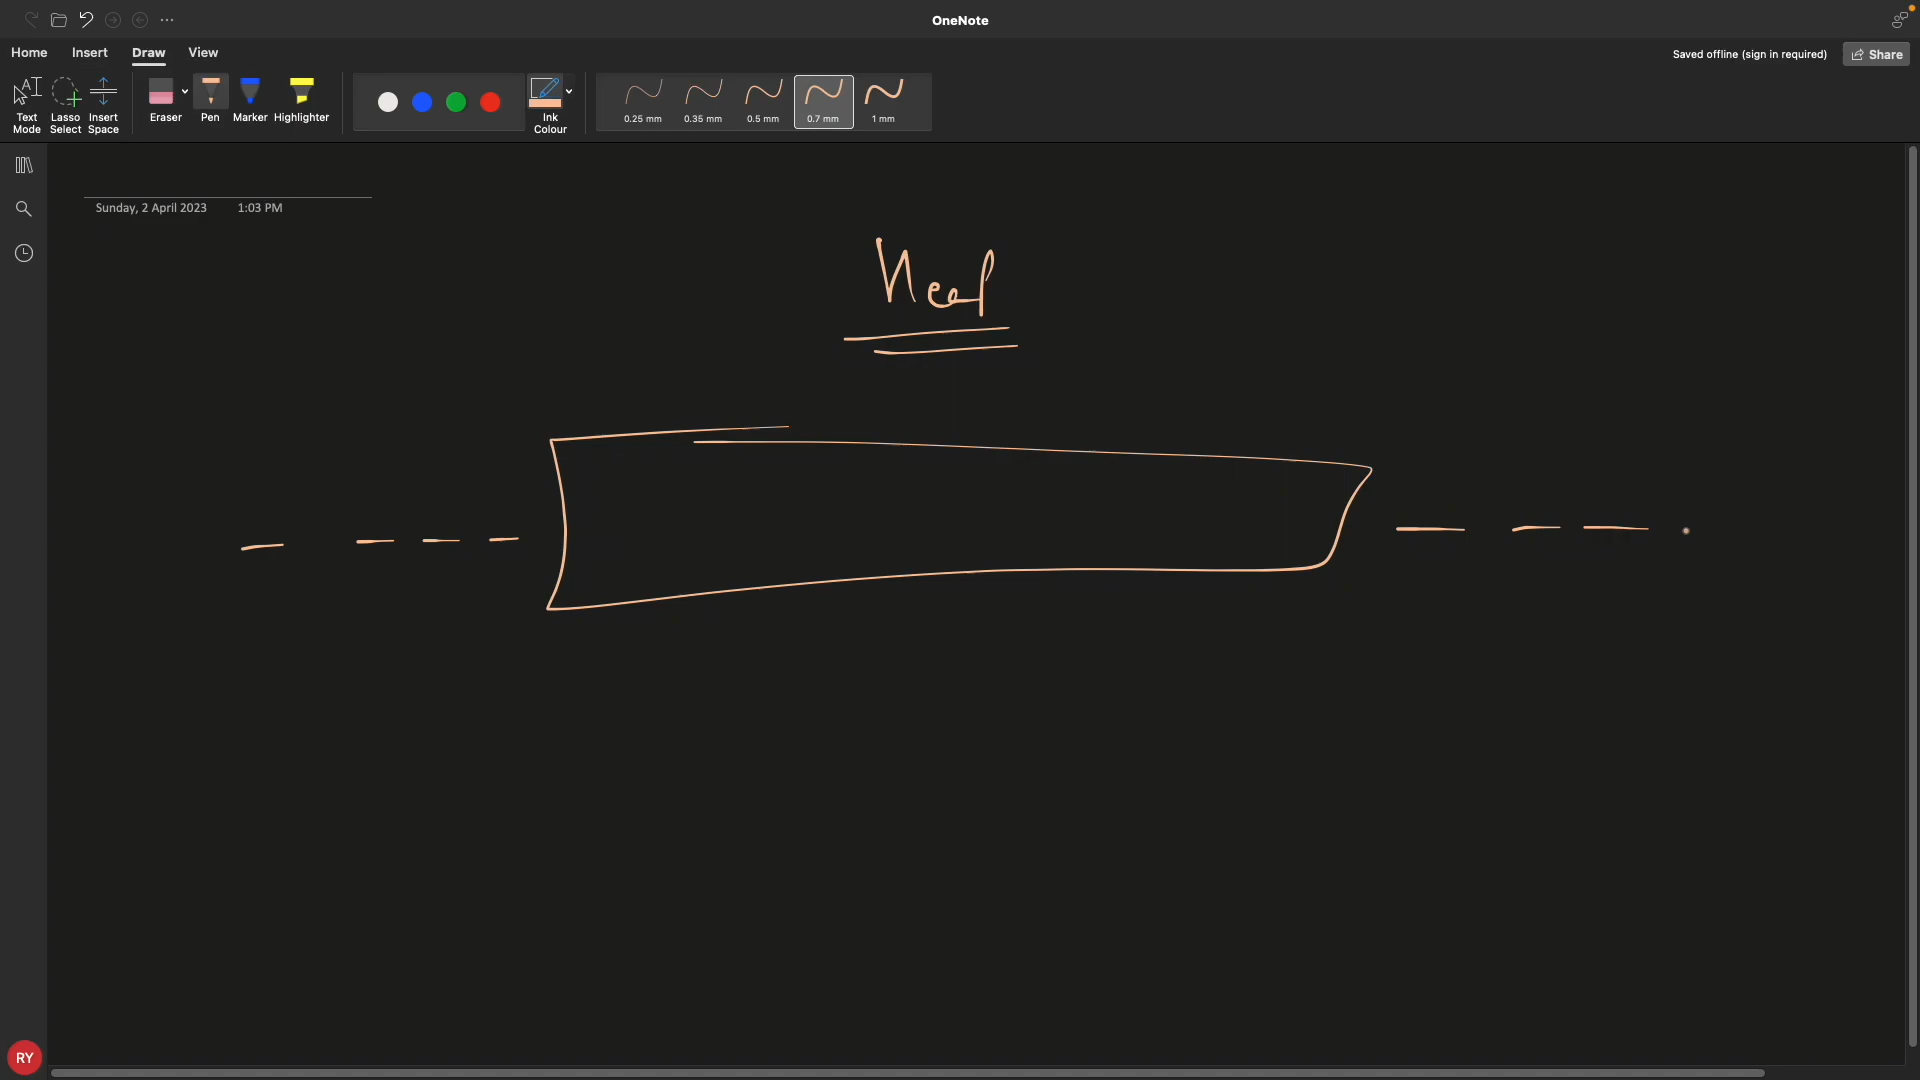 OneNote
Home Insert Draw View
Saved offline (sign in required)
Share
Text Mode
Lasso Select
Insert Space
Eraser
Pen
Marker
Highlighter
Ink Colour
0.25 mm
0.35 mm
0.5 mm
0.7 mm
1 mm
Sunday, 2 April 2023 1:03 PM
RY